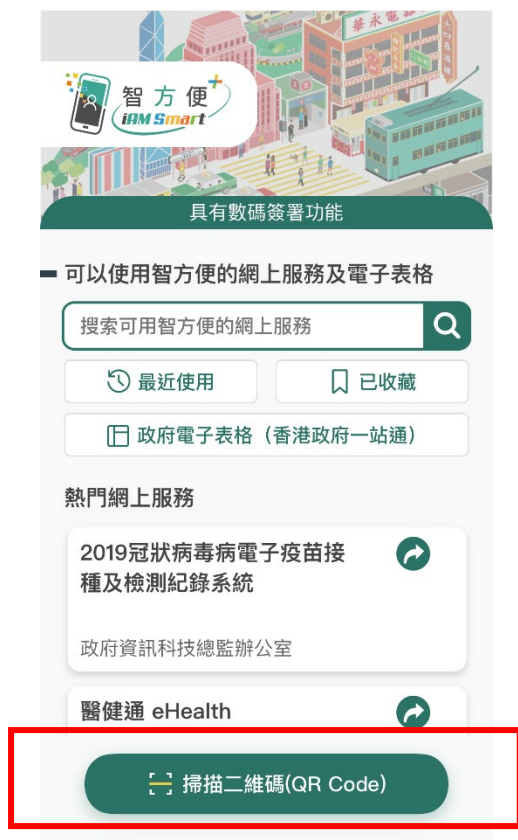 華永電
智方便+
iAM Smart
具有數碼簽署功能
可以使用智方便的網上服務及電子表格
搜索可用智方便的網上服務
最近使用
已收藏
政府電子表格（香港政府一站通）
熱門網上服務
2019冠狀病毒病電子疫苗接
種及檢測紀錄系統
政府資訊科技總監辦公室
醫健通 eHealth
掃描二維碼(QR Code)